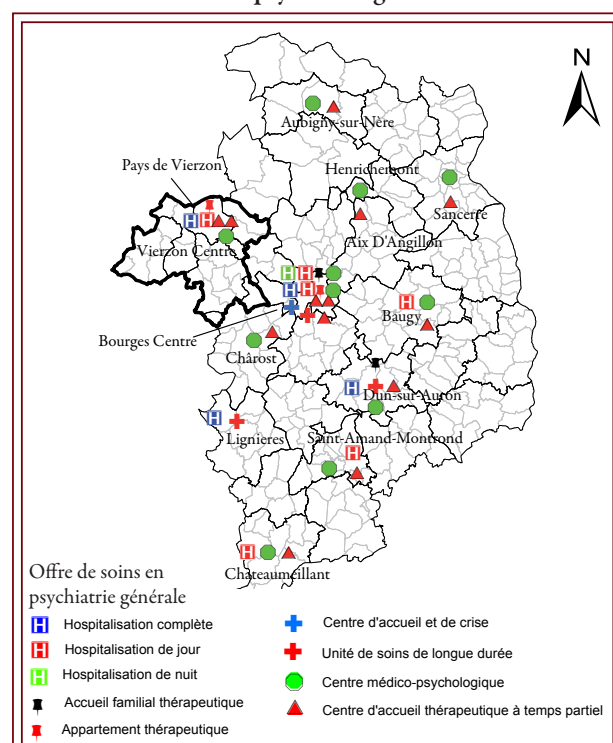 N
Aubigny-sur-Nère
Pays de Vierzon
Henrichemont
Sancerre
Vierzon Centre
Aix D'Angillon
Baugy
Bourges Centre
Chârost
Dun-sur-Auron
Lignieres
Saint-Amand-Montrond
Châteaumeillant
Offre de soins en
psychiatrie générale
H Hospitalisation complète
H Hospitalisation de jour
H Hospitalisation de nuit
Accueil familial thérapeutique
Appartement thérapeutique
Centre d'accueil et de crise
Unité de soins de longue durée
Centre médico-psychologique
Centre d'accueil thérapeutique à temps partiel